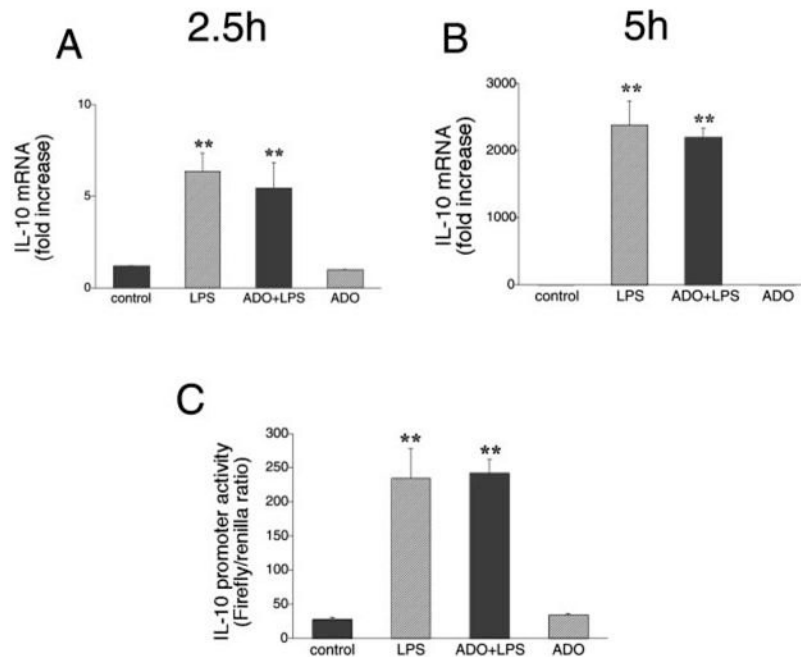 A
2.5h
IL-10 mRNA
(fold increase)
10
5
0
**
**
control
LPS
ADO+LPS
ADO
B
5h
IL-10 mRNA
(fold increase)
3000
2000
1000
0
**
**
control
LPS
ADO+LPS
ADO
C
IL-10 promoter activity
(Firefly/renilla ratio)
300
250
200
150
100
50
0
**
**
control
LPS
ADO+LPS
ADO